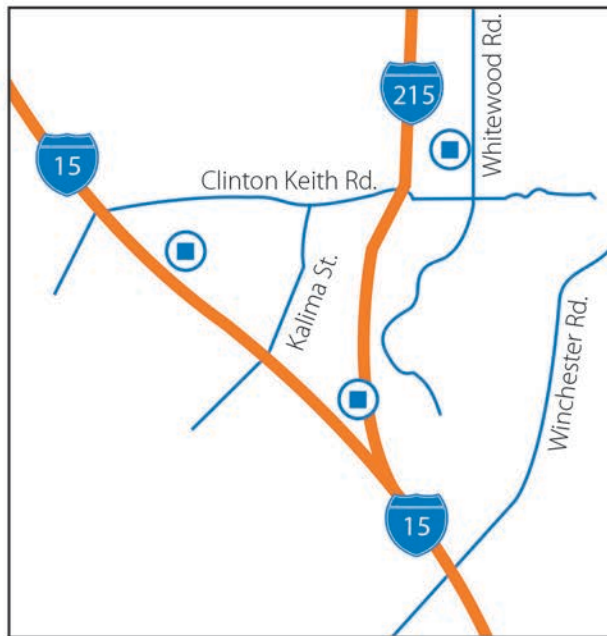 215
Whitewood Rd.
15
Clinton Keith Rd.
Kalima St.
Winchester Rd.
15